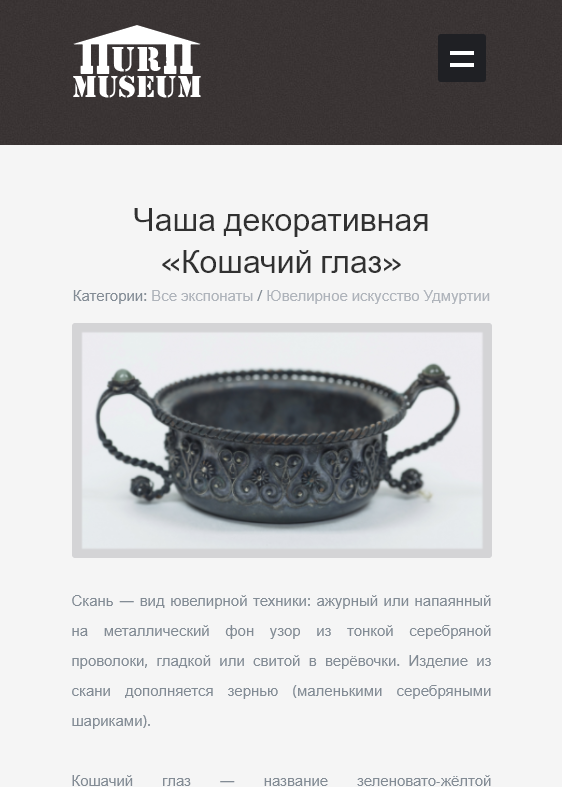 URM
MUSEUM
Чаша декоративная
«Кошачий глаз»
Категории: Все экспонаты / Ювелирное искусство Удмуртии
Скань — вид ювелирной техники: ажурный или напаянный
на металлический фон узор из тонкой серебряной
проволоки, гладкой или свитой в верёвочки. Изделие из
скани дополняется зернью (маленькими серебряными
шариками).
Кошачий глаз — название зеленовато-жёлтой